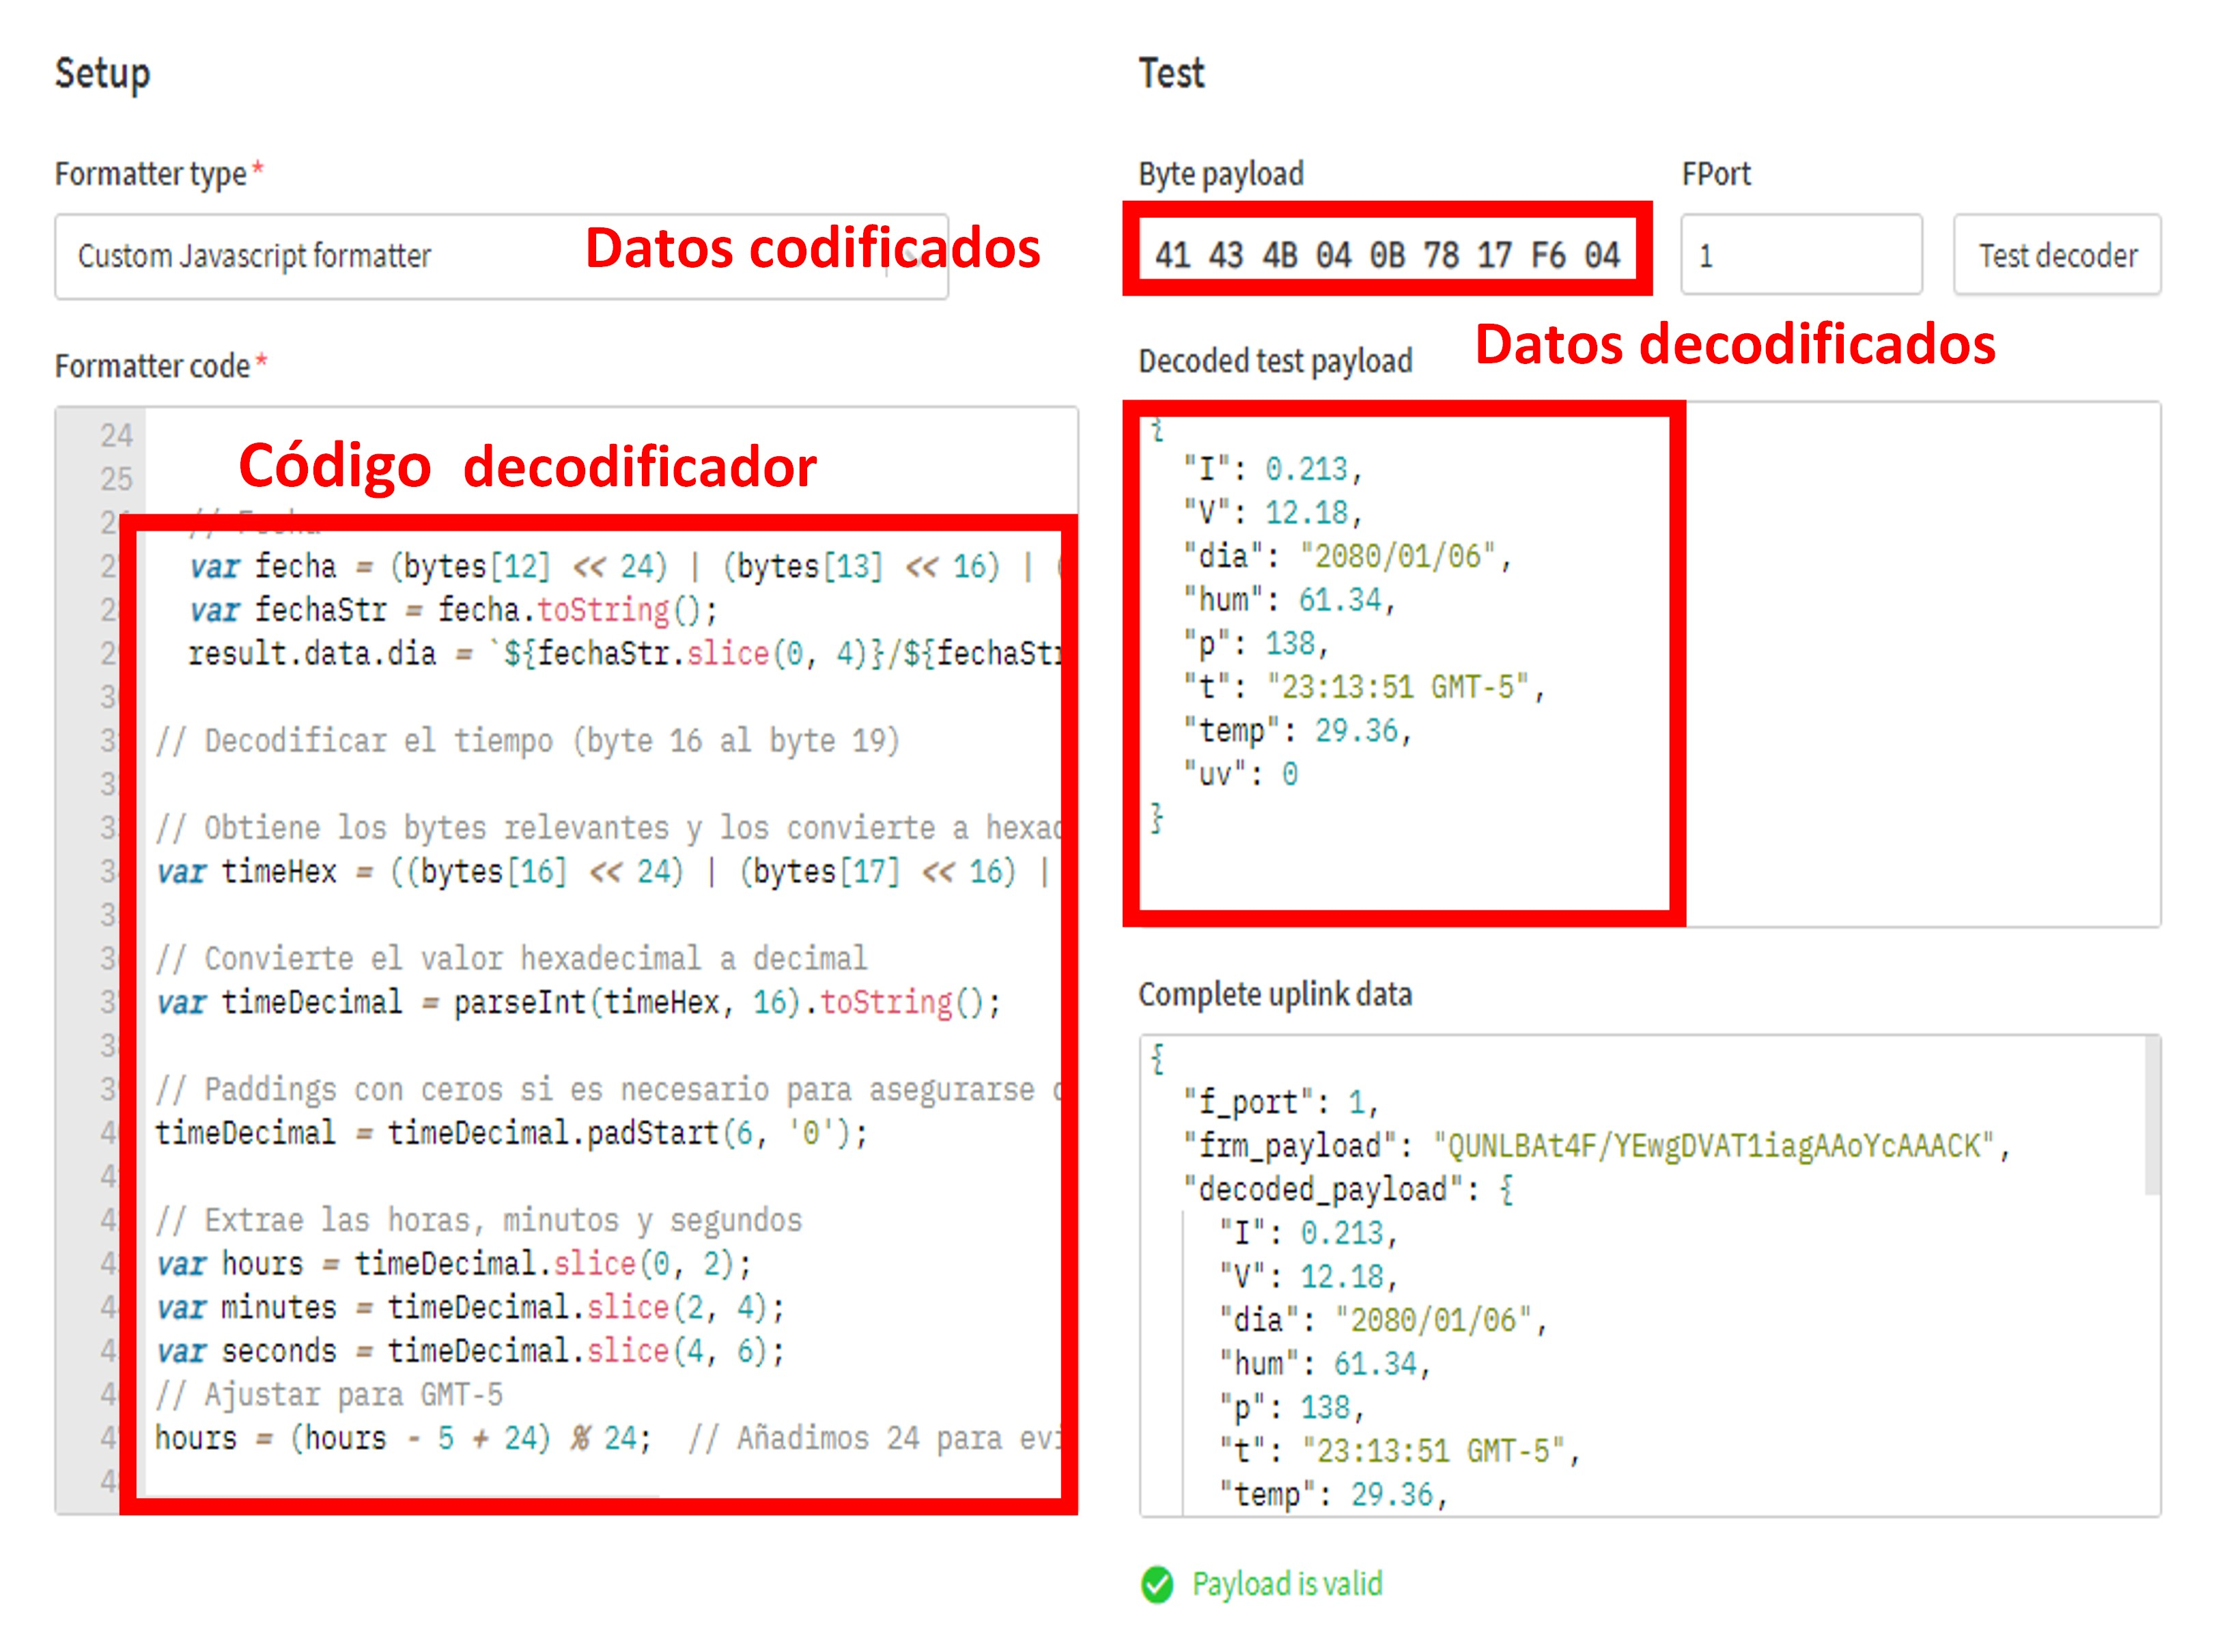 Setup
Formatter type *
Custom Javascript formatter
Datos codificados
Formatter code *
Código decodificador
24
25
// Fecha
var fecha = (bytes[12] << 24) | (bytes[13] << 16) | (
var fechaStr = fecha.toString();
result.data.dia = `${fechaStr.slice(0, 4)}/${fechaStr
// Decodificar el tiempo (byte 16 al byte 19)
// Obtiene los bytes relevantes y los convierte a hexad
var timeHex = ((bytes[16] << 24) | (bytes[17] << 16) |
// Convierte el valor hexadecimal a decimal
var timeDecimal = parseInt(timeHex, 16).toString();
// Paddings con ceros si es necesario para asegurarse
timeDecimal = timeDecimal.padStart(6, '0');
// Extrae las horas, minutos y segundos
var hours = timeDecimal.slice(0, 2);
var minutes = timeDecimal.slice(2, 4);
var seconds = timeDecimal.slice(4, 6);
// Ajustar para GMT-5
hours = (hours - 5 + 24) % 24; // Añadimos 24 para evi
Test
Byte payload
41 43 4B 04 0B 78 17 F6 04
FPort
1
Test decoder
Datos decodificados
Decoded test payload
{
"I": 0.213,
"V": 12.18,
"dia": "2080/01/06",
"hum": 61.34,
"p": 138,
"t": "23:13:51 GMT-5",
"temp": 29.36,
"uv": 0
}
Complete uplink data
{
"f_port": 1,
"frm_payload": "QUNLBAt4F/YEwgDVAT1iagAAoYcAAACK",
"decoded_payload": {
"I": 0.213,
"V": 12.18,
"dia": "2080/01/06",
"hum": 61.34,
"p": 138,
"t": "23:13:51 GMT-5",
"temp": 29.36,
Payload is valid